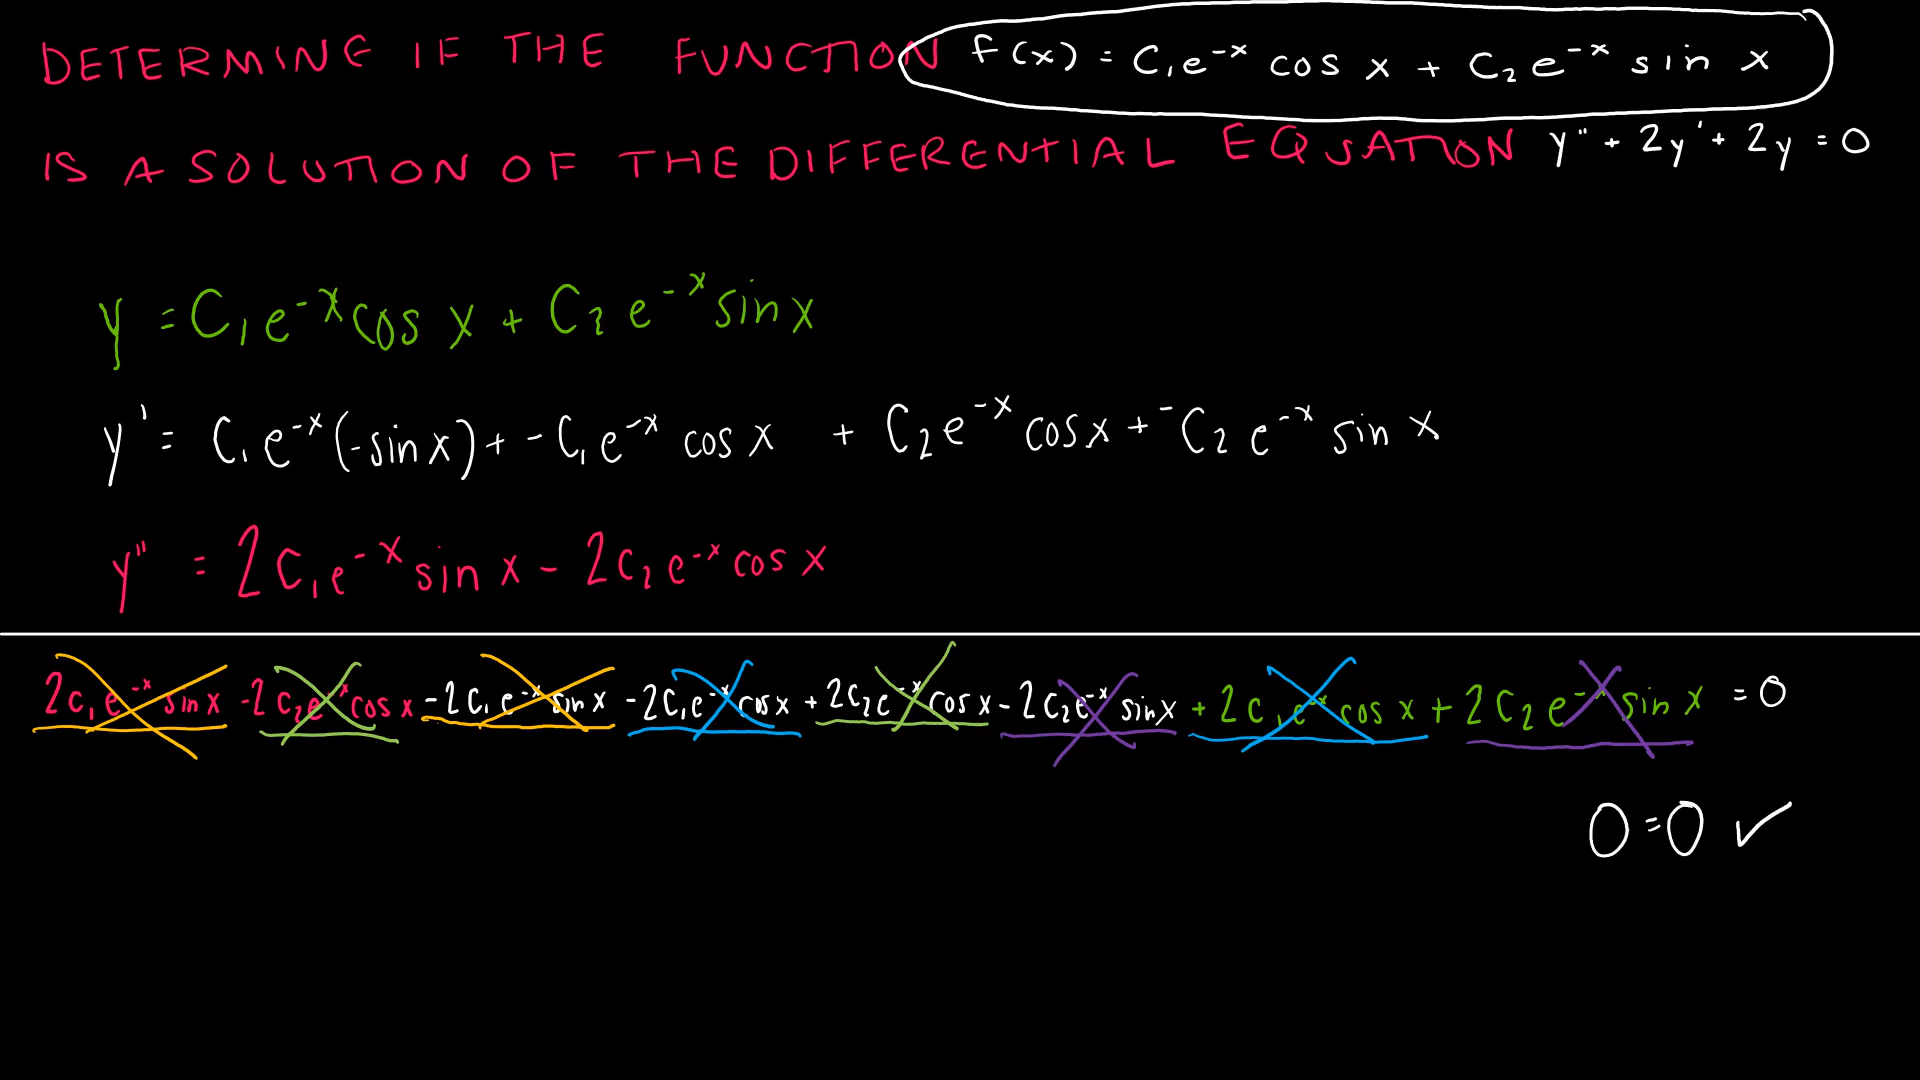 DETERMINE IF THE FUNCTION f(x) = C₁e⁻ˣ cos x + C₂e⁻ˣ sin x
IS A SOLUTION OF THE DIFFERENTIAL EQUATION y'' + 2y' + 2y = 0
y = C₁e⁻ˣ cos x + C₂e⁻ˣ sin x
y' = C₁e⁻ˣ(-sin x) + -C₁e⁻ˣ cos x + C₂e⁻ˣ cos x + -C₂e⁻ˣ sin x
y'' = 2C₁e⁻ˣ sin x - 2C₂e⁻ˣ cos x
2C₁e⁻ˣ sin x - 2C₂e⁻ˣ cos x - 2C₁e⁻ˣ sin x - 2C₁e⁻ˣ cos x + 2C₂e⁻ˣ cos x - 2C₂e⁻ˣ sin x + 2C₁e⁻ˣ cos x + 2C₂e⁻ˣ sin x = 0
0 = 0 ✓